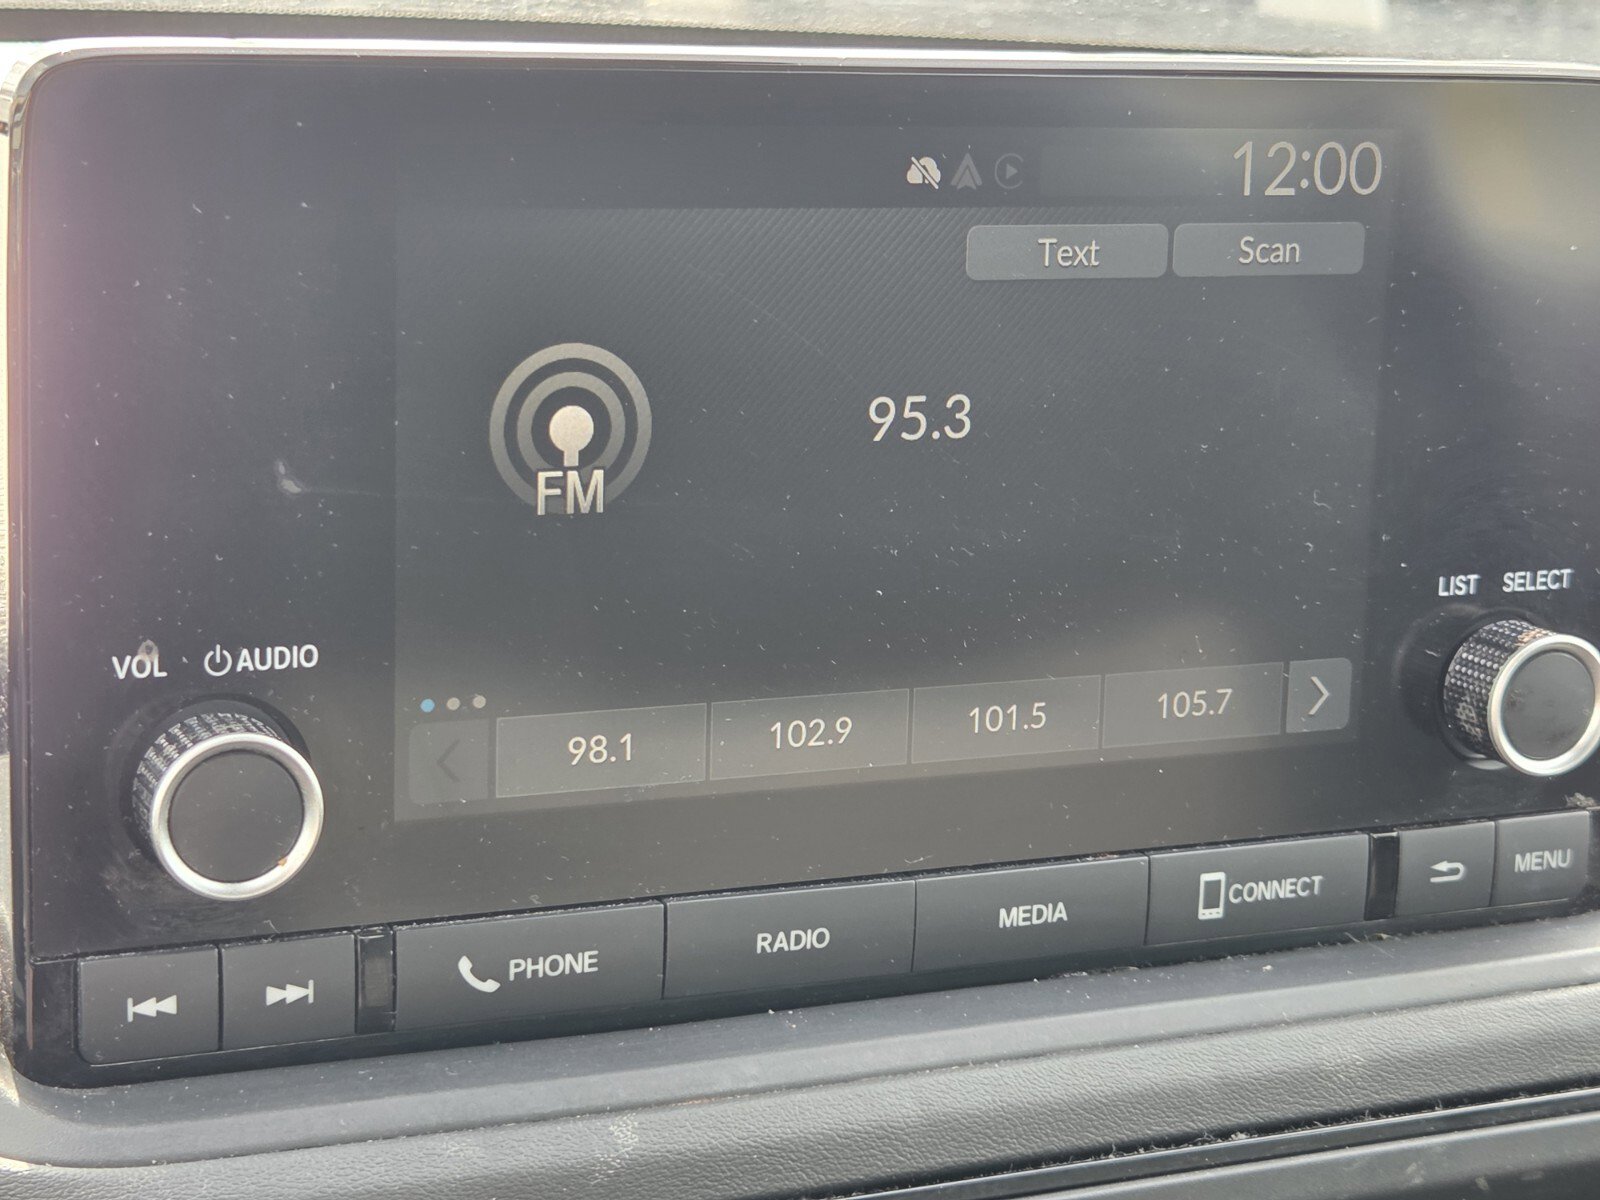 12:00
Text Scan
FM
95.3
LIST SELECT
VOL AUDIO
98.1 102.9 101.5 105.7
PHONE RADIO MEDIA CONNECT MENU